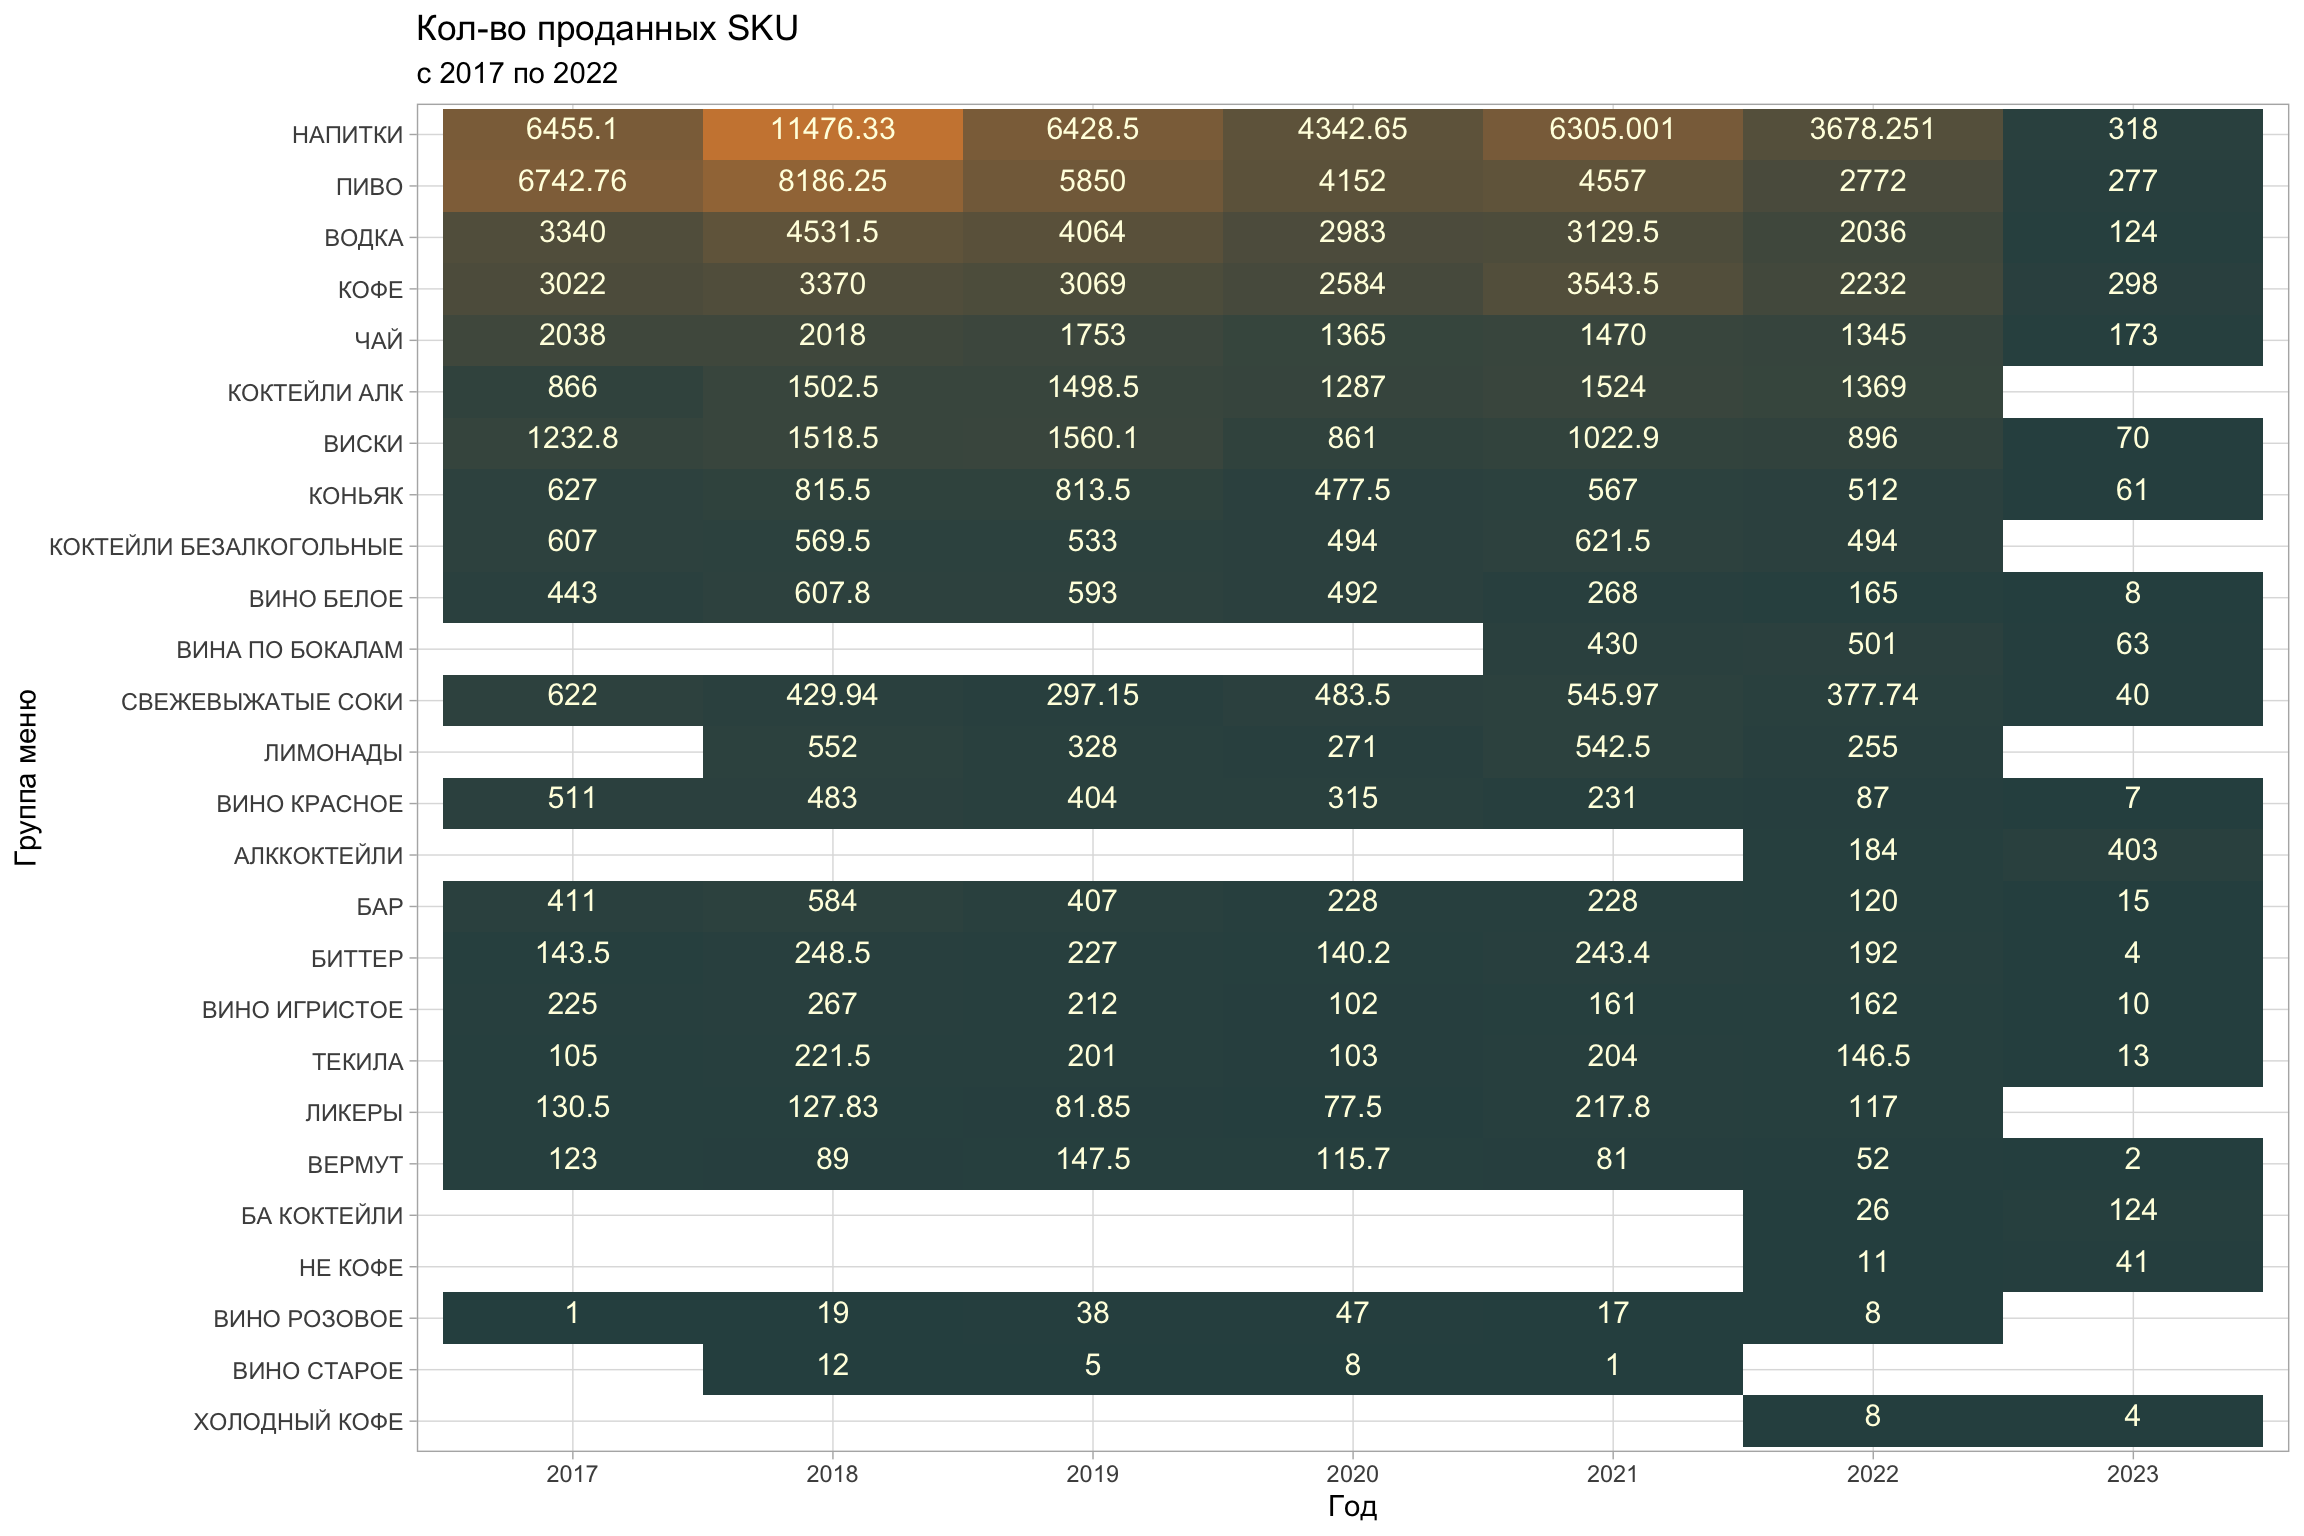 Кол-во проданных SKU
с 2017 по 2022
Группа меню
НАПИТКИ 6455.1 11476.33 6428.5 4342.65 6305.001 3678.251 318
ПИВО 6742.76 8186.25 5850 4152 4557 2772 277
ВОДКА 3340 4531.5 4064 2983 3129.5 2036 124
КОФЕ 3022 3370 3069 2584 3543.5 2232 298
ЧАЙ 2038 2018 1753 1365 1470 1345 173
КОКТЕЙЛИ АЛК 866 1502.5 1498.5 1287 1524 1369
ВИСКИ 1232.8 1518.5 1560.1 861 1022.9 896 70
КОНЬЯК 627 815.5 813.5 477.5 567 512 61
КОКТЕЙЛИ БЕЗАЛКОГОЛЬНЫЕ 607 569.5 533 494 621.5 494
ВИНО БЕЛОЕ 443 607.8 593 492 268 165 8
ВИНА ПО БОКАЛАМ 430 501 63
СВЕЖЕВЫЖАТЫЕ СОКИ 622 429.94 297.15 483.5 545.97 377.74 40
ЛИМОНАДЫ 552 328 271 542.5 255
ВИНО КРАСНОЕ 511 483 404 315 231 87 7
АЛККОКТЕЙЛИ 184 403
БАР 411 584 407 228 228 120 15
БИТТЕР 143.5 248.5 227 140.2 243.4 192 4
ВИНО ИГРИСТОЕ 225 267 212 102 161 162 10
ТЕКИЛА 105 221.5 201 103 204 146.5 13
ЛИКЕРЫ 130.5 127.83 81.85 77.5 217.8 117
ВЕРМУТ 123 89 147.5 115.7 81 52 2
БА КОКТЕЙЛИ 26 124
НЕ КОФЕ 11 41
ВИНО РОЗОВОЕ 1 19 38 47 17 8
ВИНО СТАРОЕ 12 5 8 1
ХОЛОДНЫЙ КОФЕ 8 4
2017 2018 2019 2020 2021 2022 2023
Год